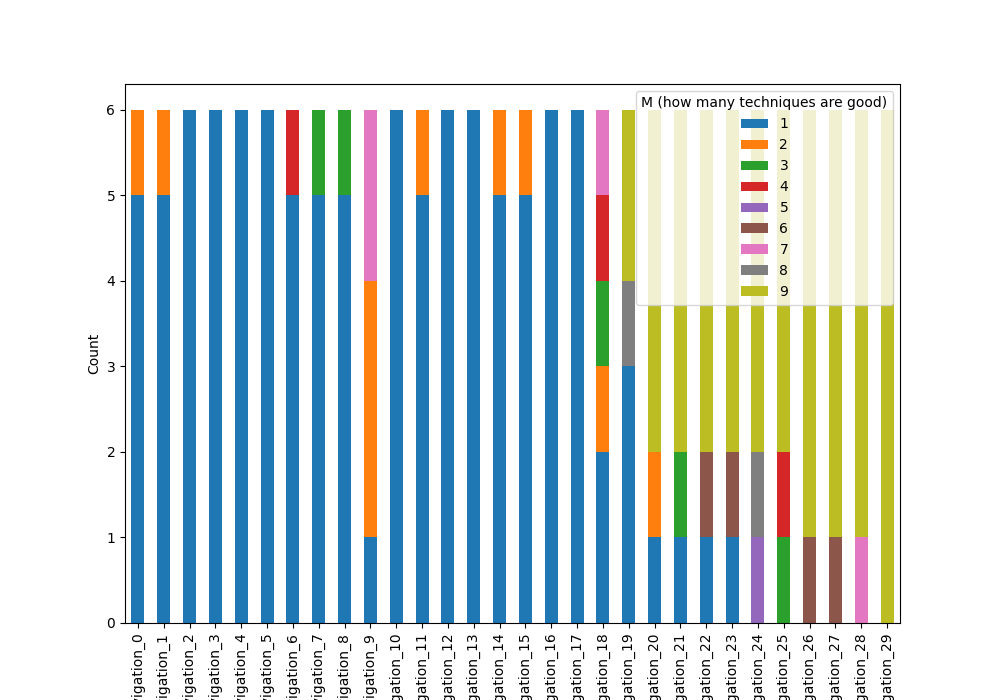 M (how many techniques are good)
1
2
3
4
5
6
7
8
9
Count
6
5
4
3
2
1
0
igation_0
igation_1
igation_2
igation_3
igation_4
igation_5
igation_6
igation_7
igation_8
igation_9
gation_10
gation_11
gation_12
gation_13
gation_14
gation_15
gation_16
gation_17
gation_18
gation_19
gation_20
gation_21
gation_22
gation_23
gation_24
gation_25
gation_26
gation_27
gation_28
gation_29